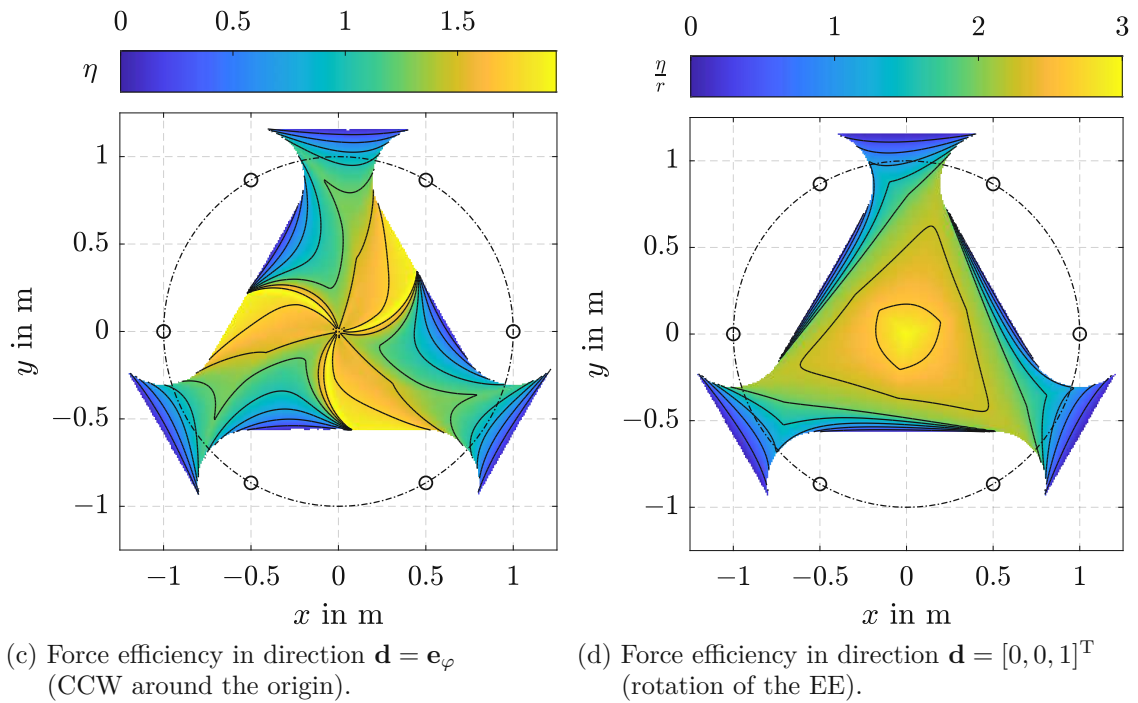 0 0.5 1 1.5
η
0 1 2 3
η/r
1
0.5
0
−0.5
−1
y in m
−1 −0.5 0 0.5 1
x in m
1
0.5
0
−0.5
−1
y in m
−1 −0.5 0 0.5 1
x in m
(c) Force efficiency in direction d = e_φ
(CCW around the origin).
(d) Force efficiency in direction d = [0, 0, 1]^T
(rotation of the EE).